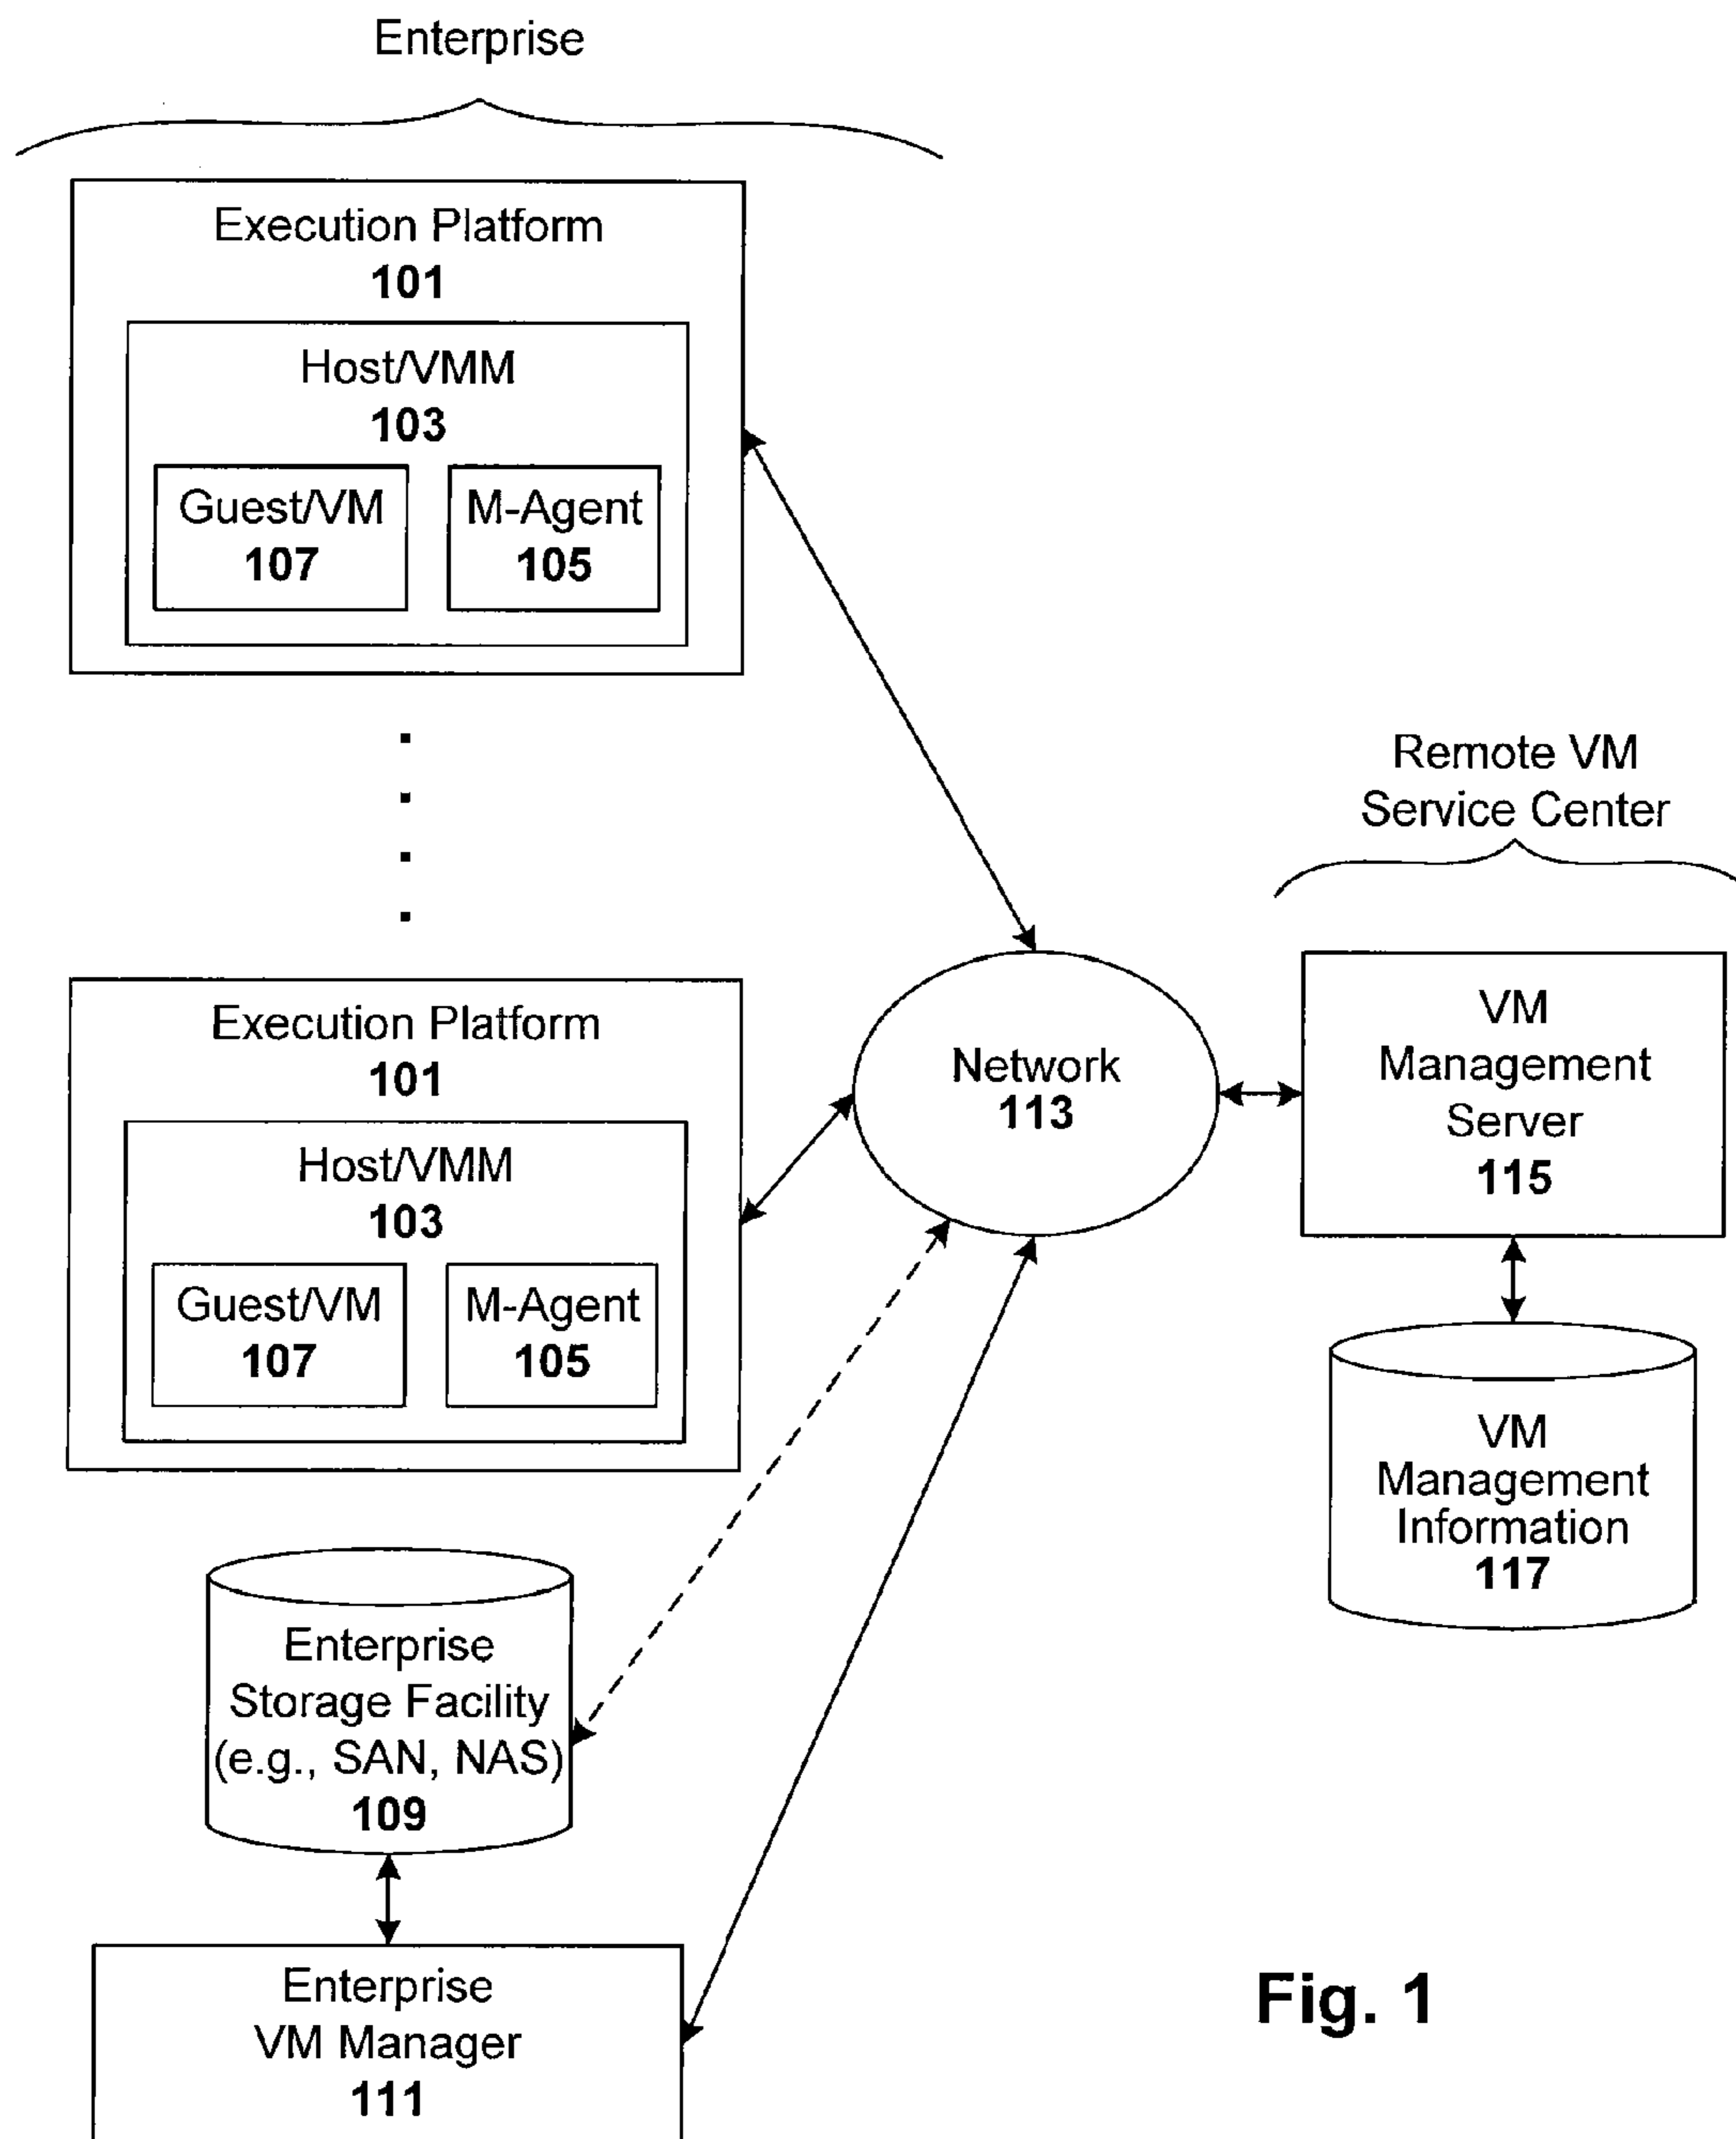 Enterprise
Execution Platform
101
Host/VMM
103
Guest/VM
107
M-Agent
105
Execution Platform
101
Host/VMM
103
Guest/VM
107
M-Agent
105
Enterprise
Storage Facility
(e.g., SAN, NAS)
109
Enterprise
VM Manager
111
Network
113
Remote VM
Service Center
VM
Management
Server
115
VM
Management
Information
117
Fig. 1